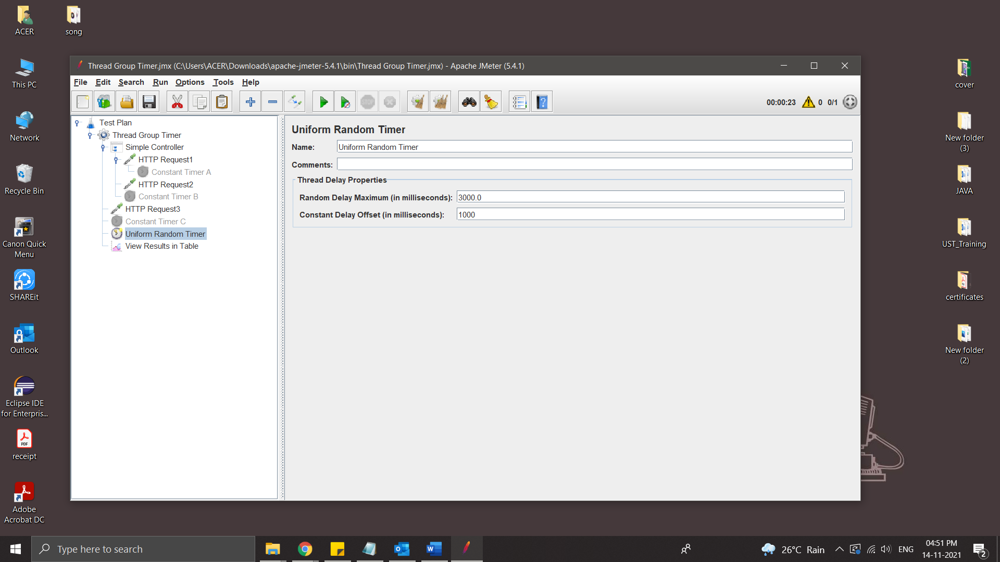 ACER
song
This PC
Network
Recycle Bin
Canon Quick
Menu
SHAREit
Outlook
Eclipse IDE
for Enterpris...
PDF
receipt
Adobe
Acrobat DC
Thread Group Timer.jmx (C:\Users\ACER\Downloads\apache-jmeter-5.4.1\bin\Thread Group Timer.jmx) - Apache JMeter (5.4.1)
File Edit Search Run Options Tools Help
STOP
00:00:23 0 0/1
Test Plan
Thread Group Timer
Simple Controller
HTTP Request1
Constant Timer A
HTTP Request2
Constant Timer B
HTTP Request3
Constant Timer C
Uniform Random Timer
View Results in Table
Uniform Random Timer
Name: Uniform Random Timer
Comments:
Thread Delay Properties
Random Delay Maximum (in milliseconds): 3000.0
Constant Delay Offset (in milliseconds): 1000
cover
New folder
(3)
JAVA
UST_Training
certificates
New folder
(2)
Type here to search
26°C Rain
ENG
04:51 PM
14-11-2021
2